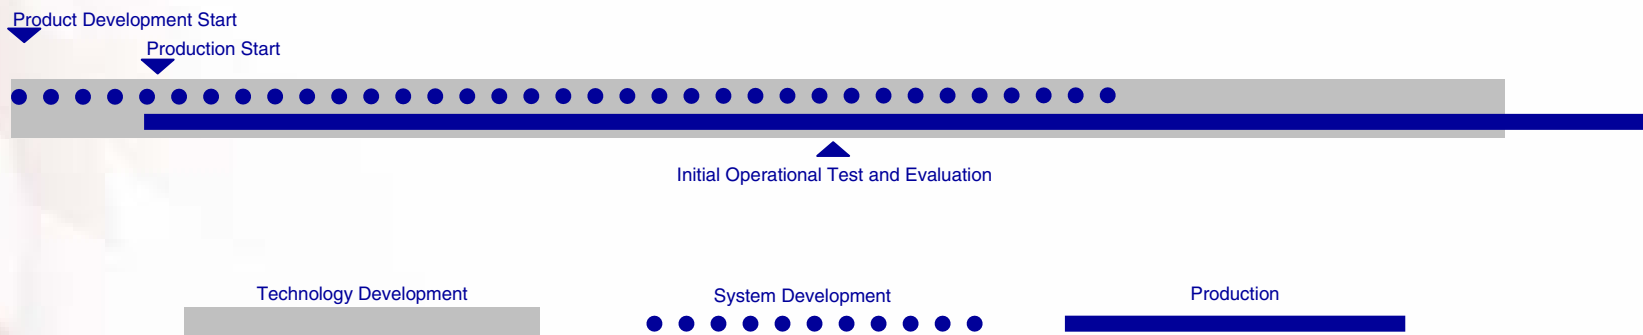 Product Development Start
Production Start
Initial Operational Test and Evaluation
Technology Development
System Development
Production